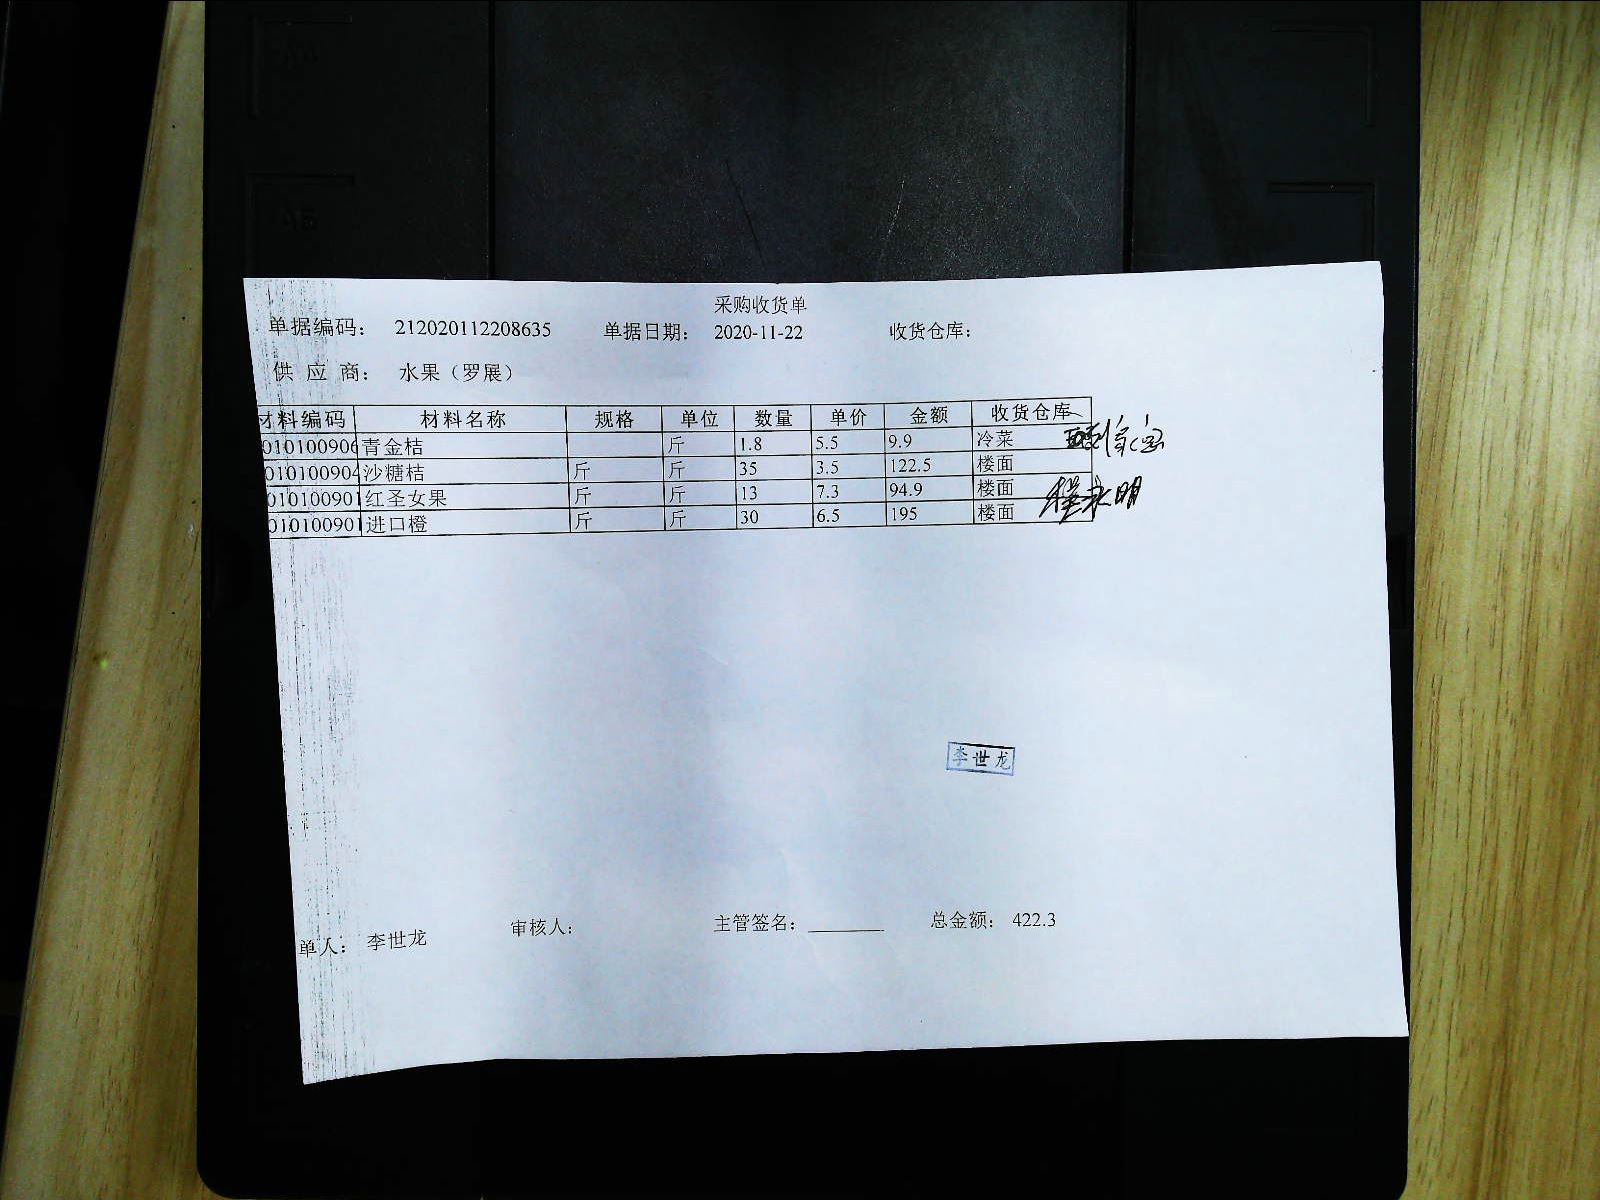 采购收货单
单据编码： 212020112208635 单据日期： 2020-11-22 收货仓库：
供 应 商： 水果（罗展）
材料编码 材料名称 规格 单位 数量 单价 金额 收货仓库
010100906 青金桔 斤 1.8 5.5 9.9 冷菜
010100904 沙糖桔 斤 斤 35 3.5 122.5 楼面
010100901 红圣女果 斤 斤 13 7.3 94.9 楼面
010100901 进口橙 斤 斤 30 6.5 195 楼面
李世龙
单人： 李世龙 审核人： 主管签名： 总金额： 422.3